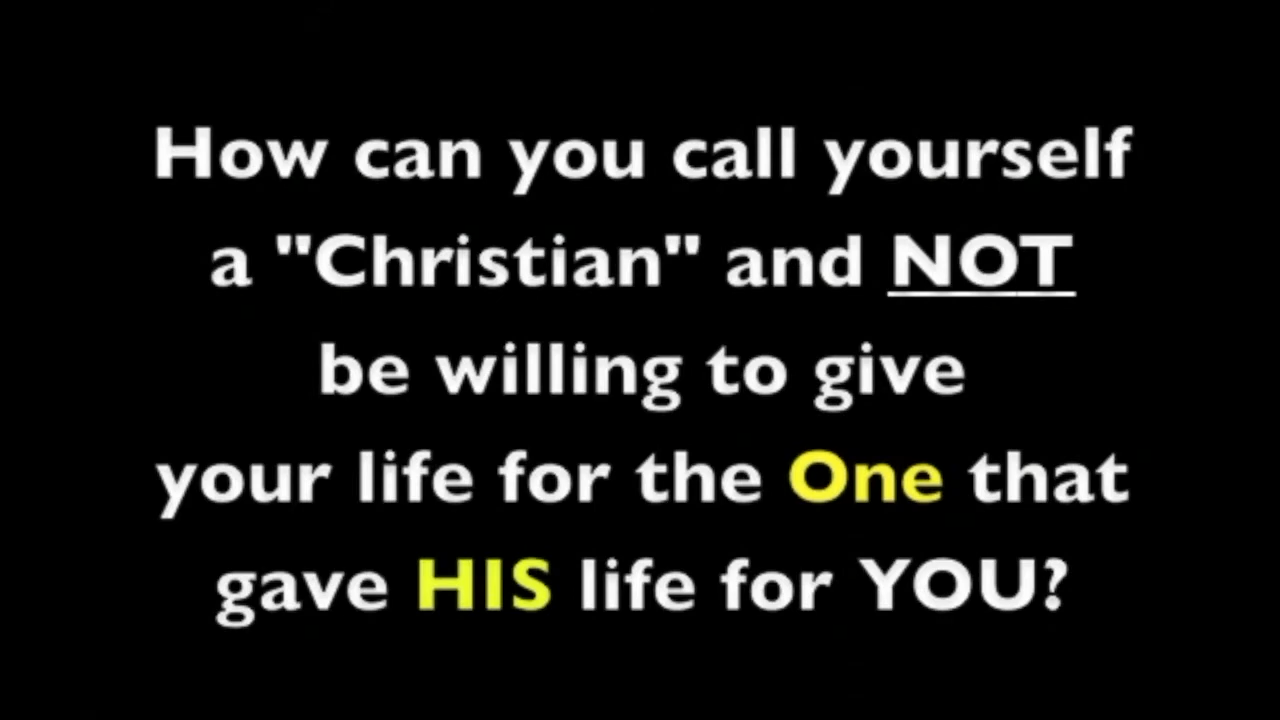 How can you call yourself
a "Christian" and NOT
be willing to give
your life for the One that
gave HIS life for YOU?